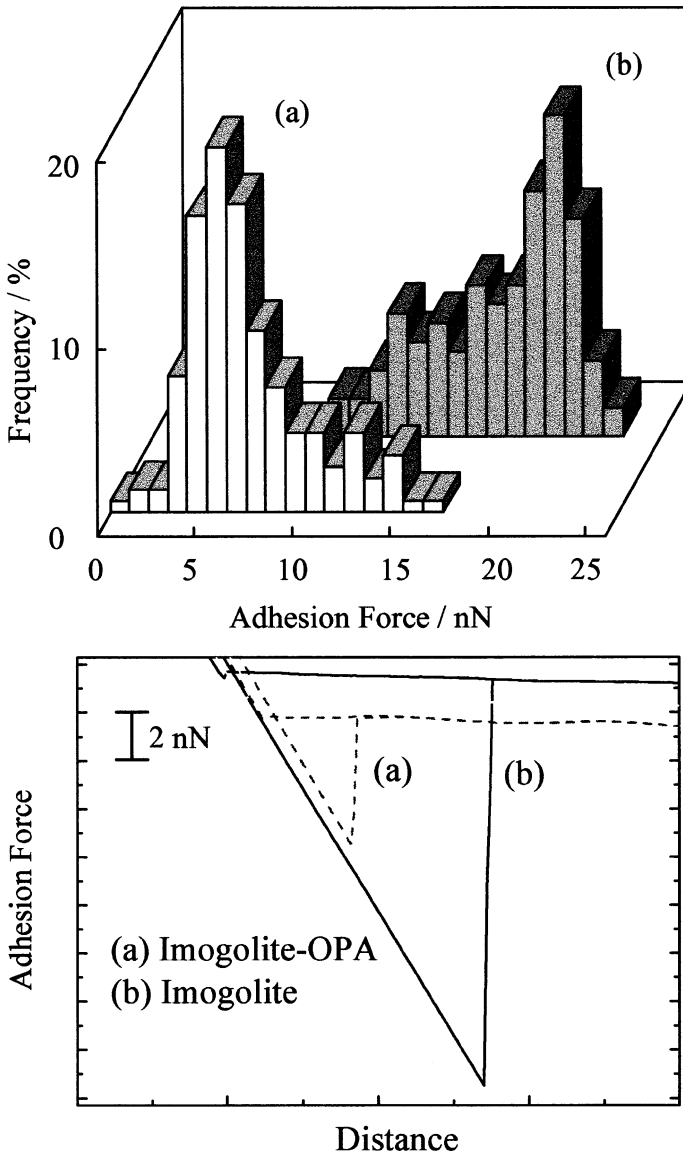 (b)
(a)
20
10
0
Frequency / %
0 5 10 15 20 25
Adhesion Force / nN
2 nN
(a)
(b)
(a) Imogolite-OPA
(b) Imogolite
Adhesion Force
Distance